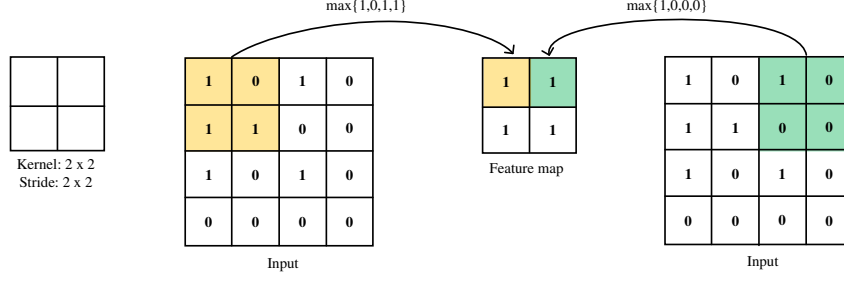 max{1,0,1,1}
max{1,0,0,0}
1 0 1 0
1 1 0 0
1 0 1 0
0 0 0 0
Input
Kernel: 2 x 2
Stride: 2 x 2
1 1
1 1
Feature map
1 0 1 0
1 1 0 0
1 0 1 0
0 0 0 0
Input